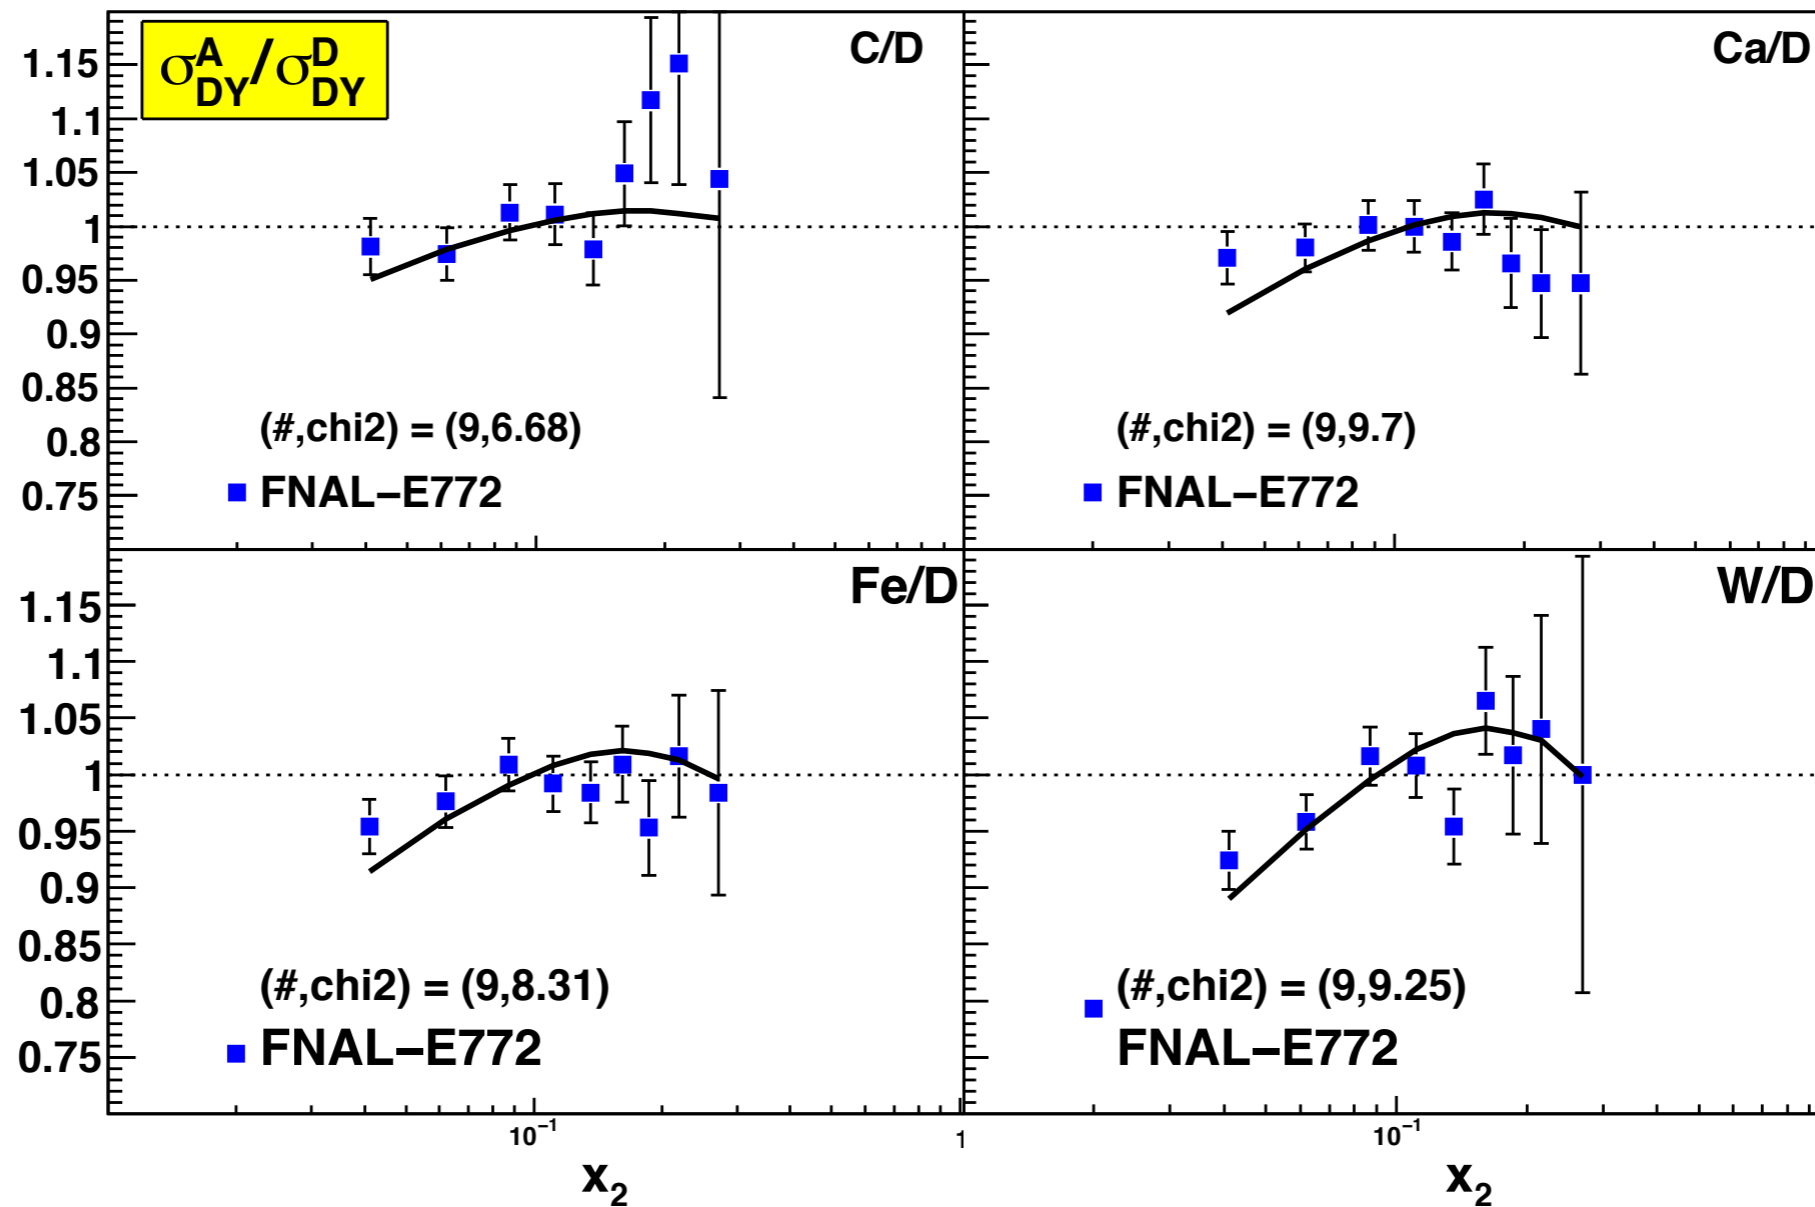 σ^A_DY/σ^D_DY
C/D
1.15
1.1
1.05
1
0.95
0.9
0.85
0.8
0.75
(#,chi2) = (9,6.68)
FNAL−E772
Ca/D
(#,chi2) = (9,9.7)
FNAL−E772
Fe/D
1.15
1.1
1.05
1
0.95
0.9
0.85
0.8
0.75
(#,chi2) = (9,8.31)
FNAL−E772
10⁻¹
1
x₂
W/D
(#,chi2) = (9,9.25)
FNAL−E772
10⁻¹
x₂